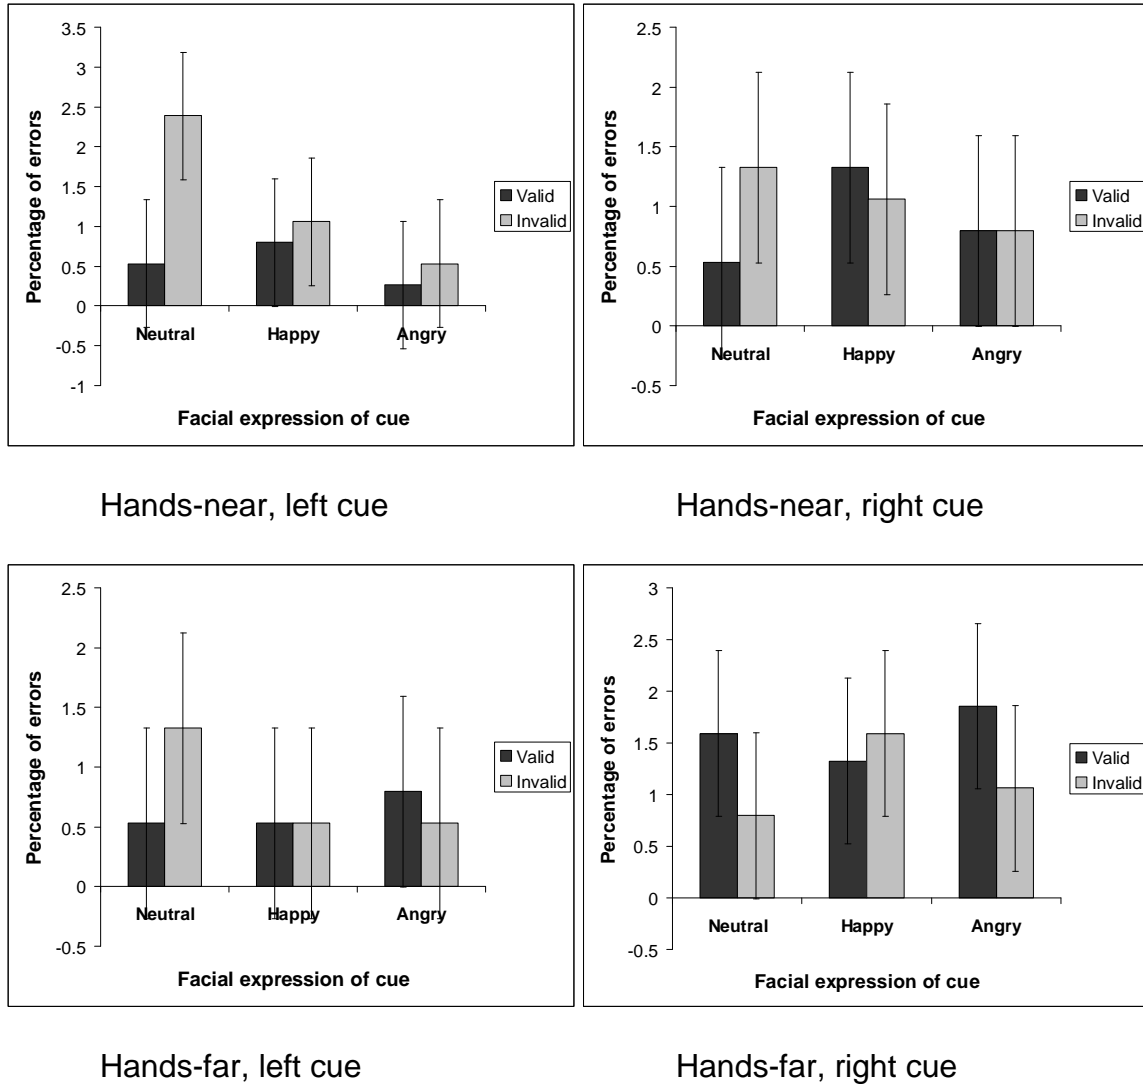 3.5
3
2.5
2
1.5
1
0.5
0
-0.5
-1
Percentage of errors
Neutral Happy Angry
Facial expression of cue
Valid
Invalid
2.5
2
1.5
1
0.5
0
-0.5
Percentage of errors
Neutral Happy Angry
Facial expression of cue
Valid
Invalid
Hands-near, left cue
Hands-near, right cue
2.5
2
1.5
1
0.5
0
-0.5
Percentage of errors
Neutral Happy Angry
Facial expression of cue
Valid
Invalid
3
2.5
2
1.5
1
0.5
0
-0.5
Percentage of errors
Neutral Happy Angry
Facial expression of cue
Valid
Invalid
Hands-far, left cue
Hands-far, right cue